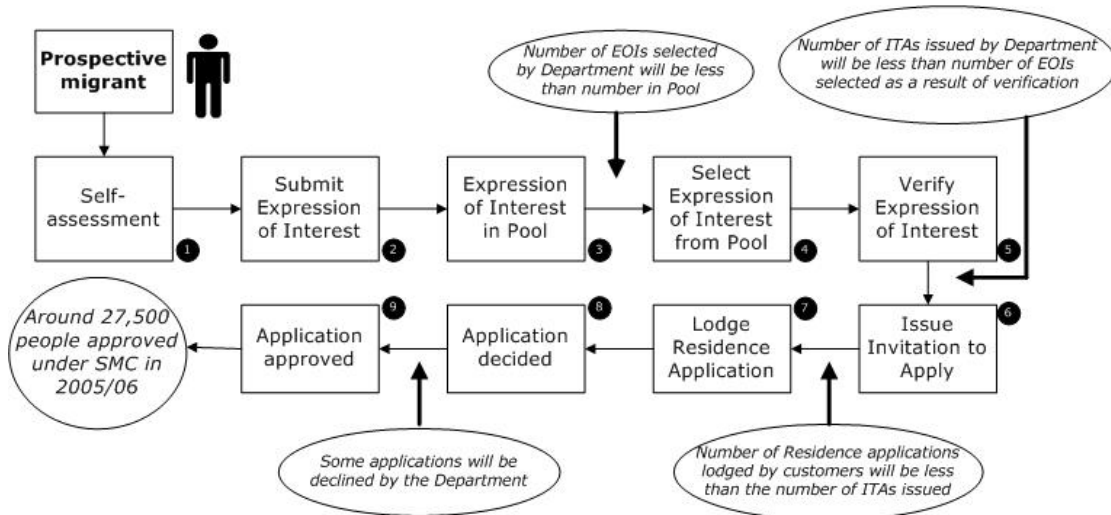 Prospective
migrant
Number of EOIs selected
by Department will be less
than number in Pool
Number of ITAs issued by Department
will be less than number of EOIs
selected as a result of verification
Self-
assessment
1
Submit
Expression
of Interest
2
Expression
of Interest
in Pool
3
Select
Expression
of Interest
from Pool
4
Verify
Expression
of Interest
5
Issue
Invitation to
Apply
6
Lodge
Residence
Application
7
Application
decided
8
Application
approved
9
Around 27,500
people approved
under SMC in
2005/06
Some applications will be
declined by the Department
Number of Residence applications
lodged by customers will be less
than the number of ITAs issued